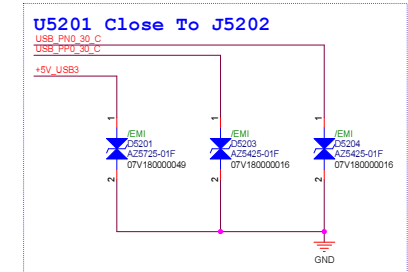 U5201 Close To J5202
USB_PN0_30_C
USB_PP0_30_C
+5V_USB3
1
1
1
/EMI
D5201
AZ5725-01F
07V180000049
/EMI
D5203
AZ5425-01F
07V180000016
/EMI
D5204
AZ5425-01F
07V180000016
2
2
2
GND